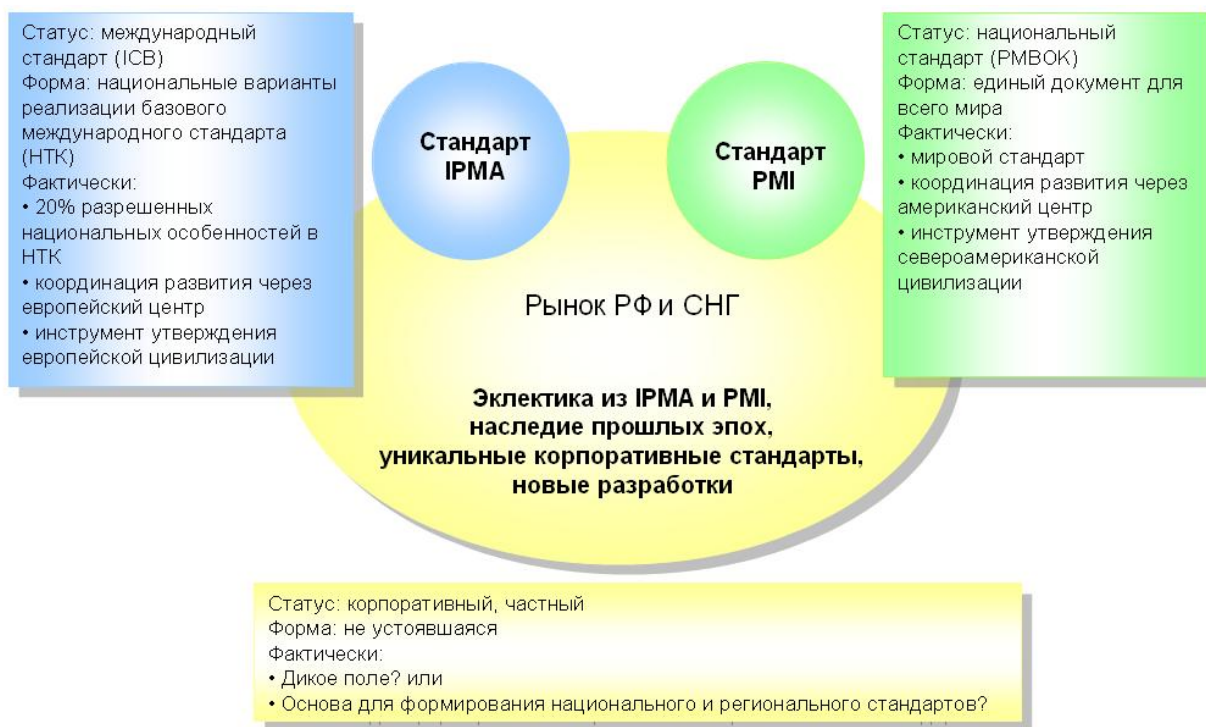 Статус: международный
стандарт (ICB)
Форма: национальные варианты
реализации базового
международного стандарта
(НТК)
Фактически:
• 20% разрешенных
национальных особенностей в
НТК
• координация развития через
европейский центр
• инструмент утверждения
европейской цивилизации
Стандарт
IPMA
Стандарт
PMI
Статус: национальный
стандарт (PMBOK)
Форма: единый документ для
всего мира
Фактически:
• мировой стандарт
• координация развития через
американский центр
• инструмент утверждения
североамериканской
цивилизации
Рынок РФ и СНГ
Эклектика из IPMA и PMI,
наследие прошлых эпох,
уникальные корпоративные стандарты,
новые разработки
Статус: корпоративный, частный
Форма: не устоявшаяся
Фактически:
• Дикое поле? или
• Основа для формирования национального и регионального стандартов?